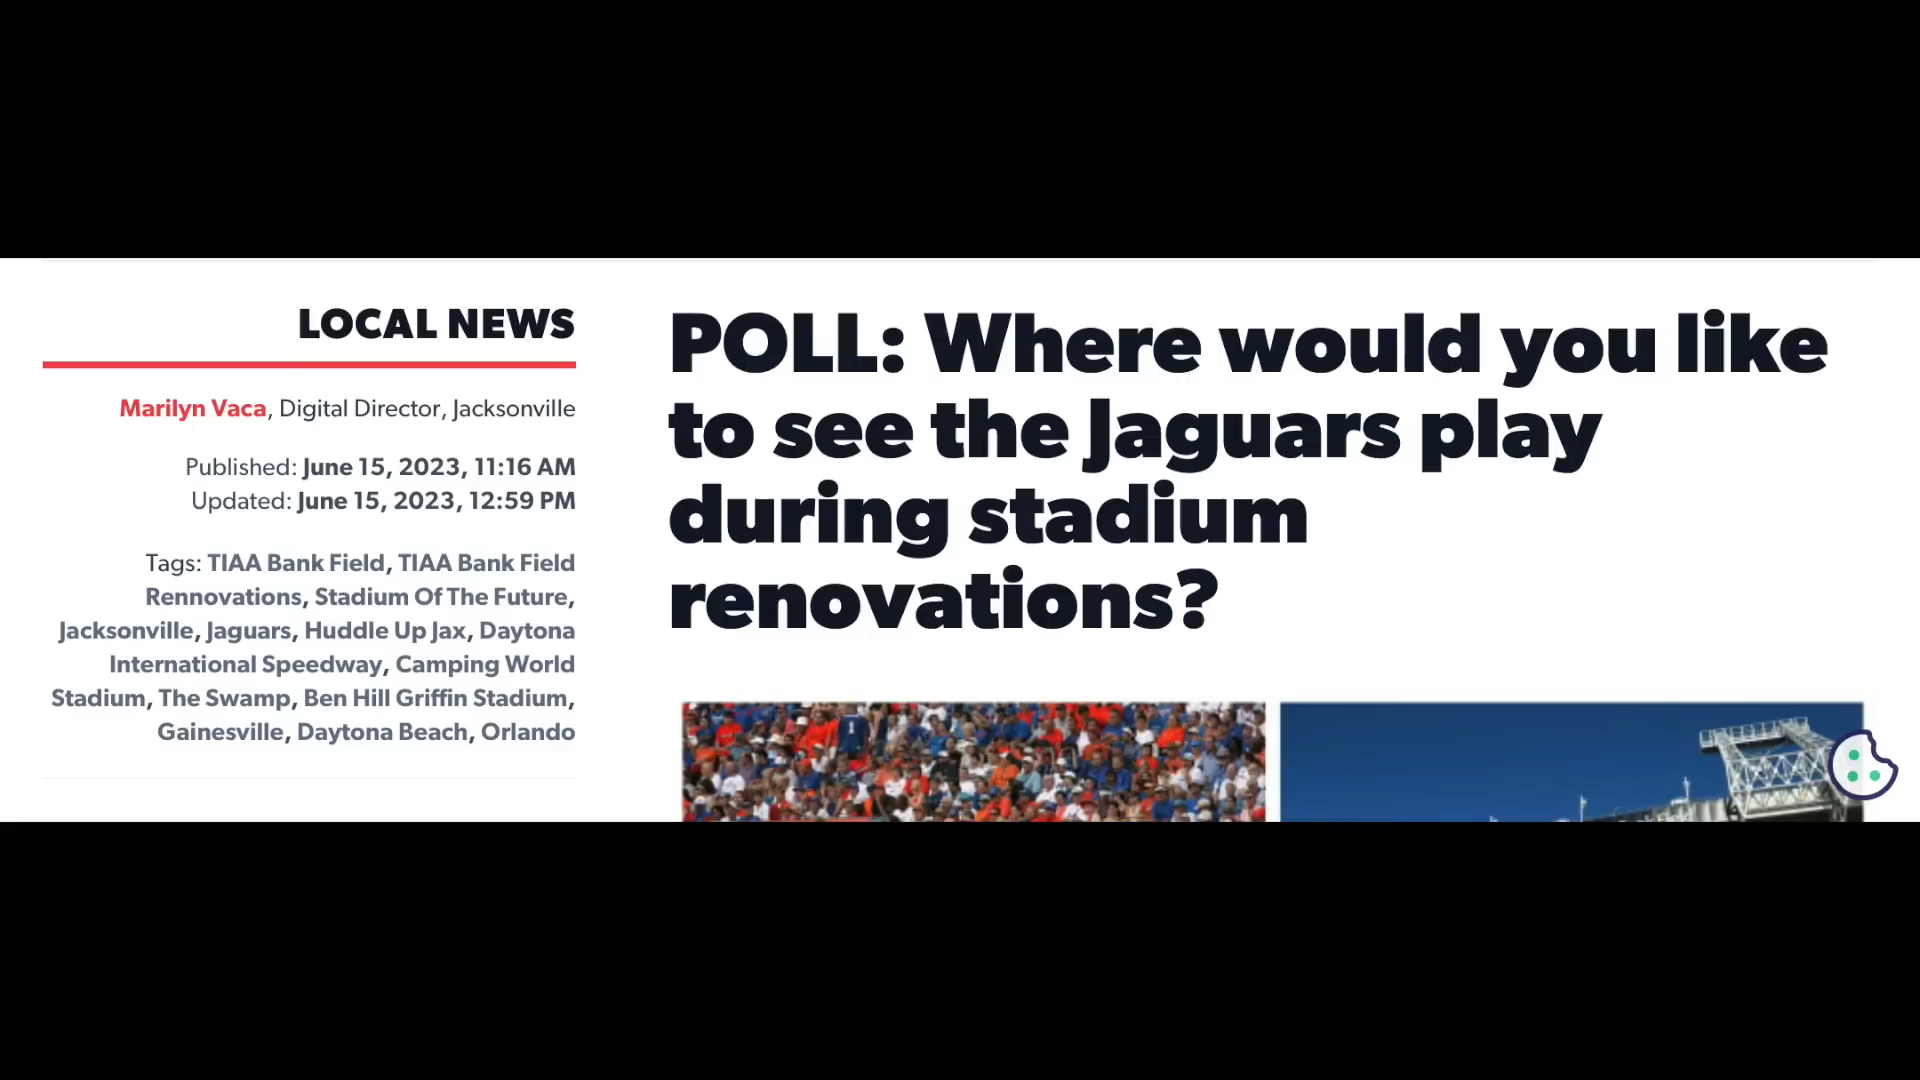 LOCAL NEWS
Marilyn Vaca, Digital Director, Jacksonville
Published: June 15, 2023, 11:16 AM
Updated: June 15, 2023, 12:59 PM
Tags: TIAA Bank Field, TIAA Bank Field
Rennovations, Stadium Of The Future,
Jacksonville, Jaguars, Huddle Up Jax, Daytona
International Speedway, Camping World
Stadium, The Swamp, Ben Hill Griffin Stadium,
Gainesville, Daytona Beach, Orlando
POLL: Where would you like
to see the Jaguars play
during stadium
renovations?